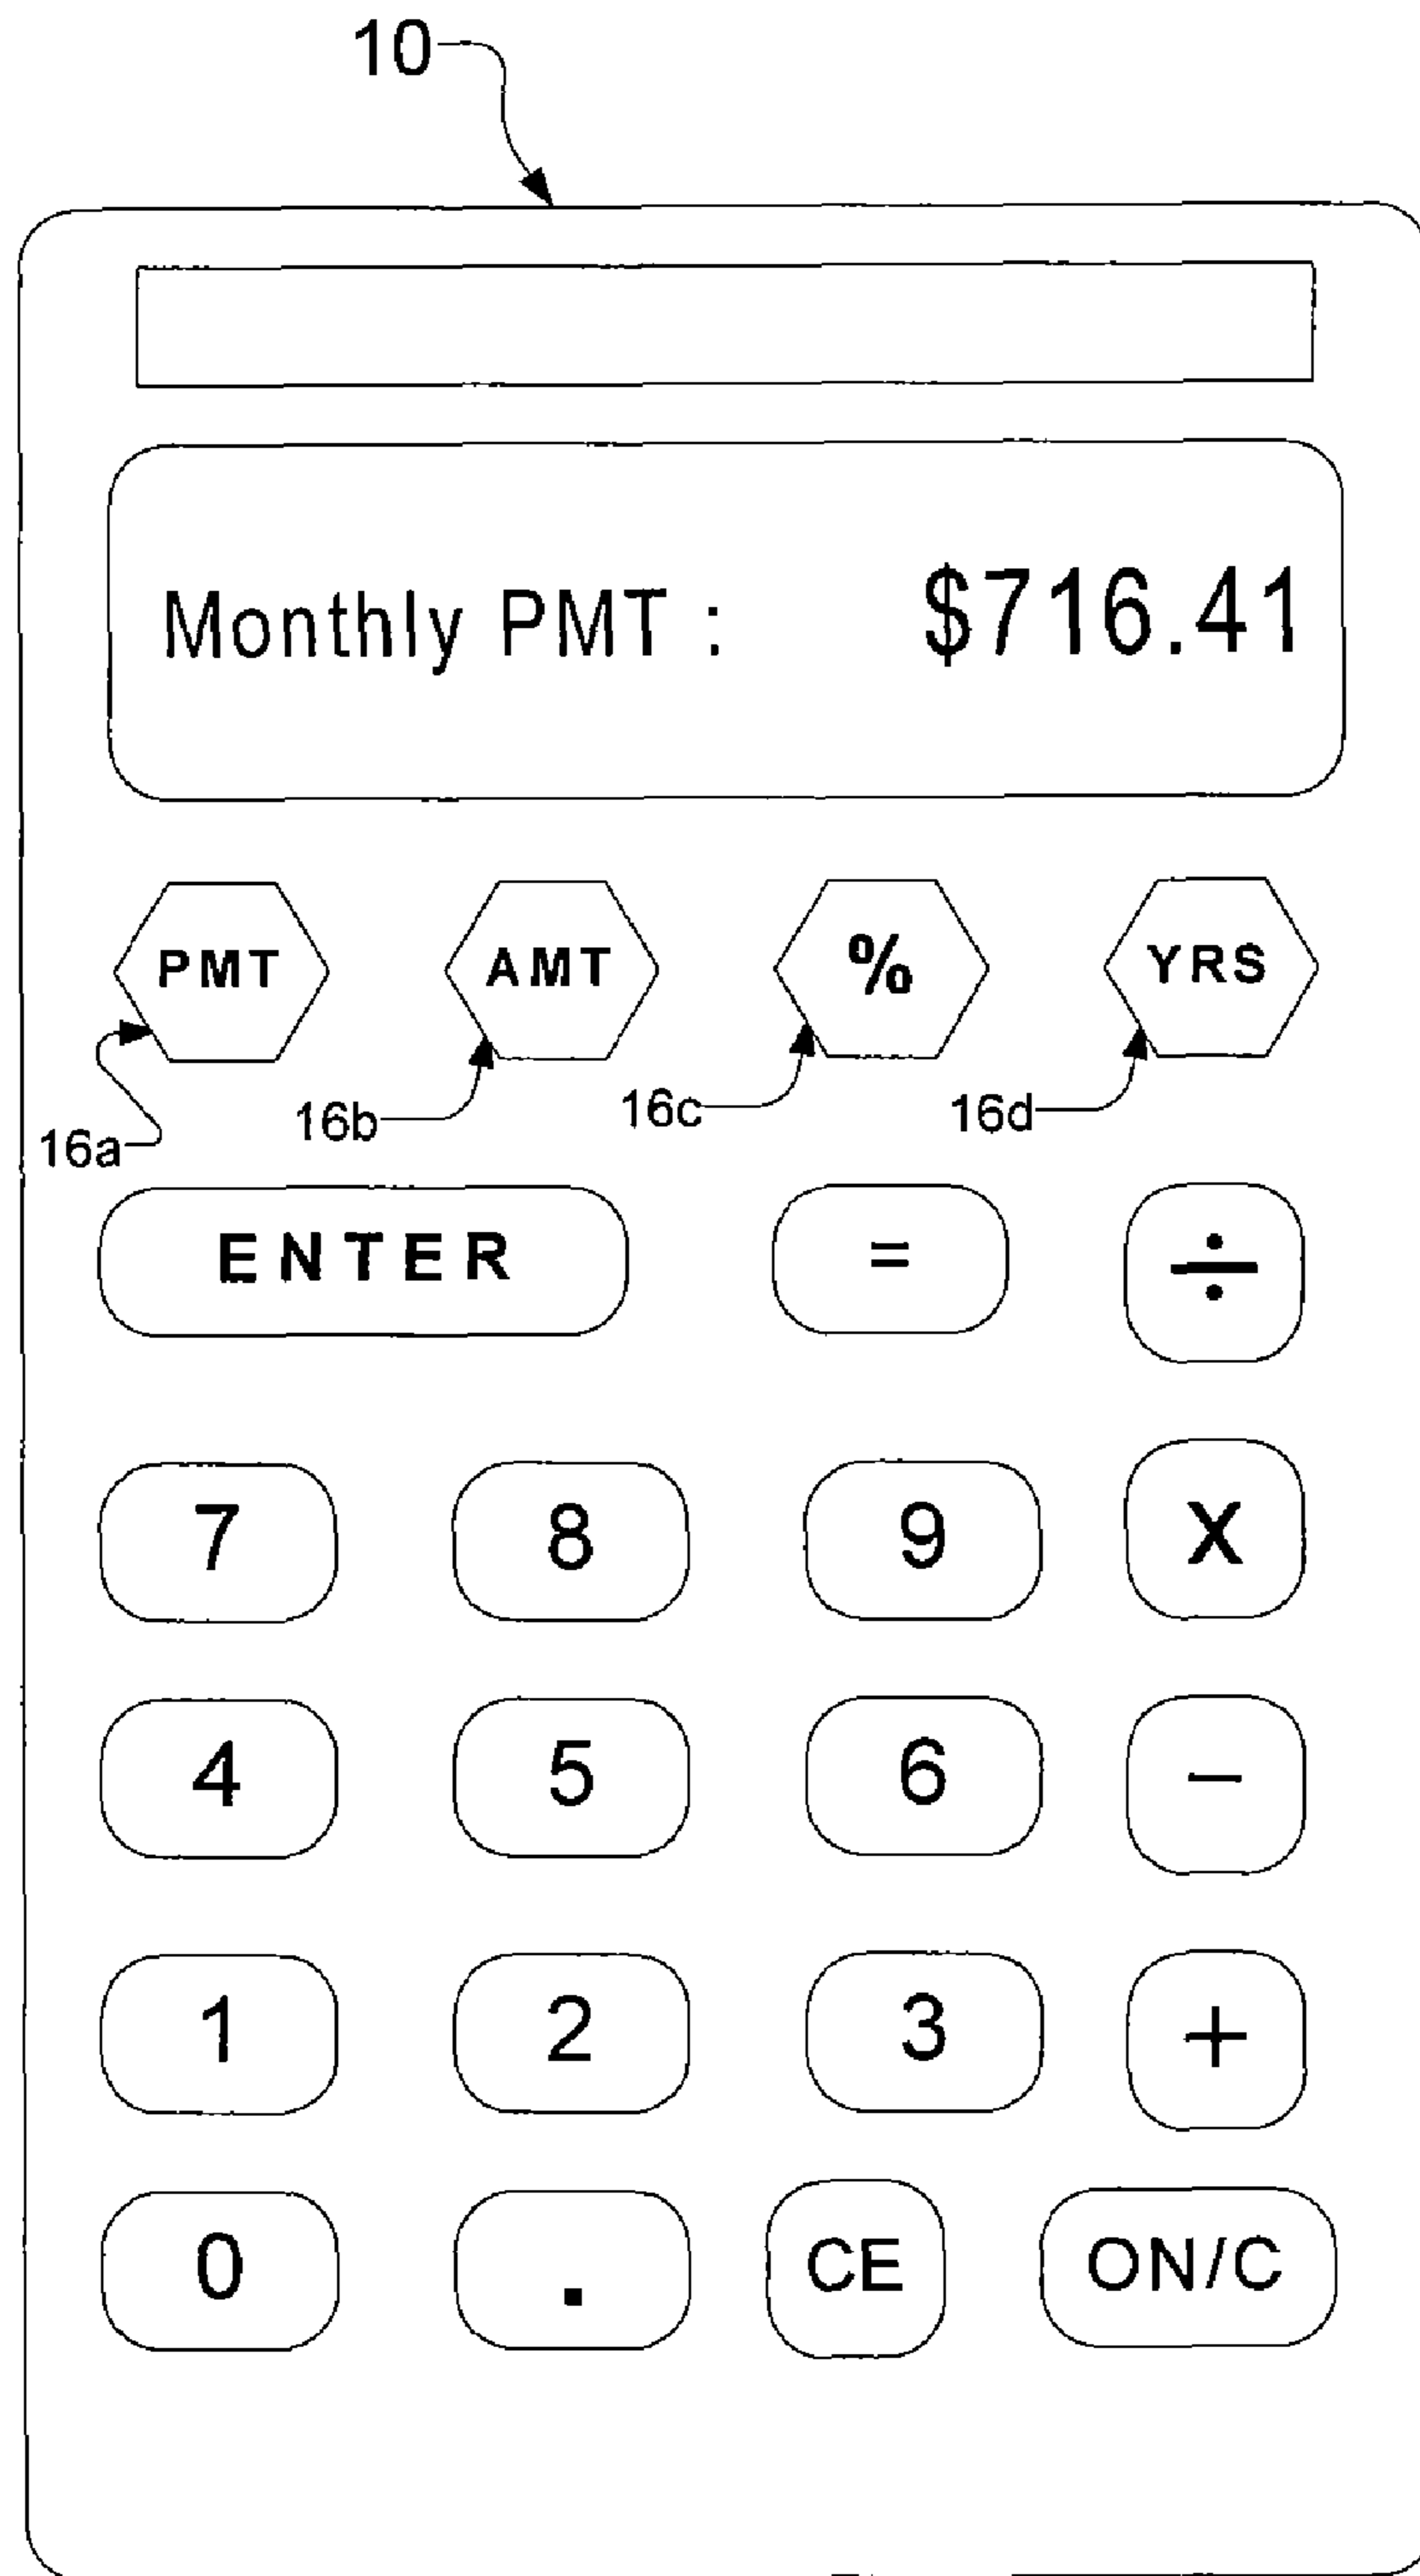 10
Monthly PMT : $716.41
PMT AMT % YRS
16a 16b 16c 16d
ENTER = ÷
7 8 9 X
4 5 6 −
1 2 3 +
0 . CE ON/C